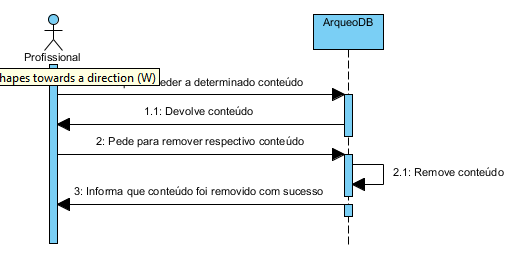 ArqueoDB
Profissional
hapes towards a direction (W)
eder a determinado conteúdo
1.1: Devolve conteúdo
2: Pede para remover respectivo conteúdo
2.1: Remove conteúdo
3: Informa que conteúdo foi removido com sucesso